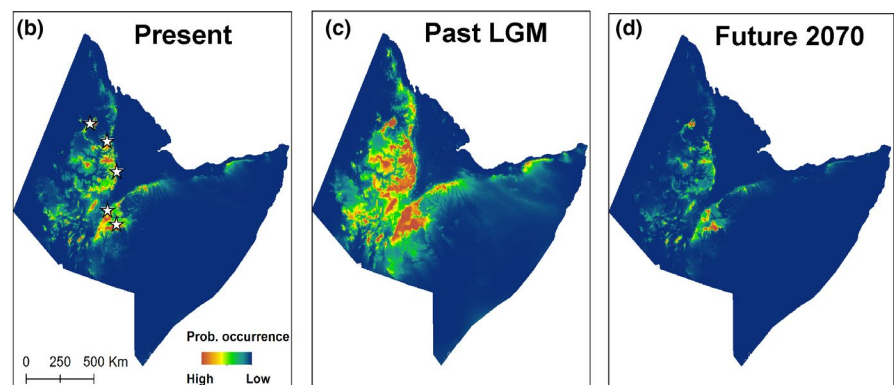 (b) Present
(c) Past LGM
(d) Future 2070
Prob. occurrence
0 250 500 Km
High Low